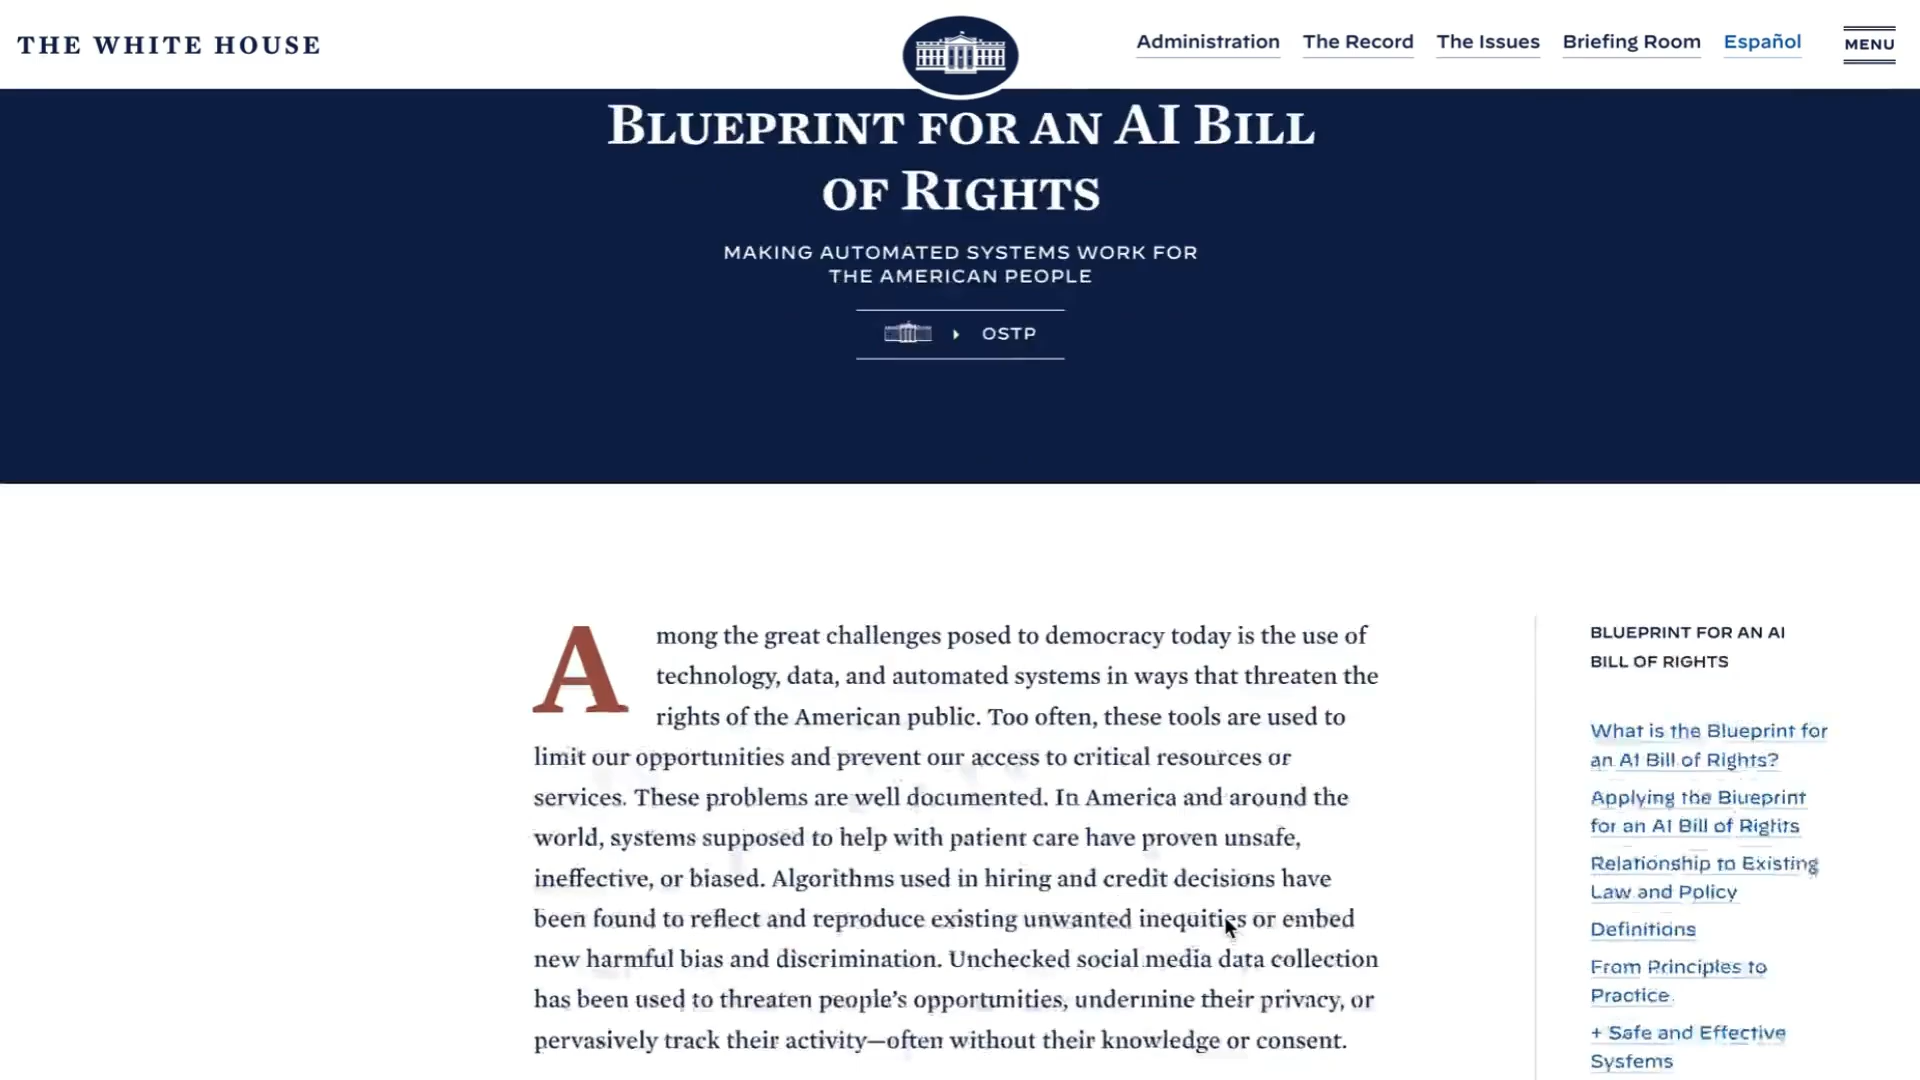 THE WHITE HOUSE
Administration
The Record
The Issues
Briefing Room
Español
MENU
BLUEPRINT FOR AN AI BILL
OF RIGHTS
MAKING AUTOMATED SYSTEMS WORK FOR
THE AMERICAN PEOPLE
OSTP
Among the great challenges posed to democracy today is the use of
technology, data, and automated systems in ways that threaten the
rights of the American public. Too often, these tools are used to
limit our opportunities and prevent our access to critical resources or
services. These problems are well documented. In America and around the
world, systems supposed to help with patient care have proven unsafe,
ineffective, or biased. Algorithms used in hiring and credit decisions have
been found to reflect and reproduce existing unwanted inequities or embed
new harmful bias and discrimination. Unchecked social media data collection
has been used to threaten people’s opportunities, undermine their privacy, or
pervasively track their activity—often without their knowledge or consent.
BLUEPRINT FOR AN AI
BILL OF RIGHTS
What is the Blueprint for
an AI Bill of Rights?
Applying the Blueprint
for an AI Bill of Rights
Relationship to Existing
Law and Policy
Definitions
From Principles to
Practice
+ Safe and Effective
Systems